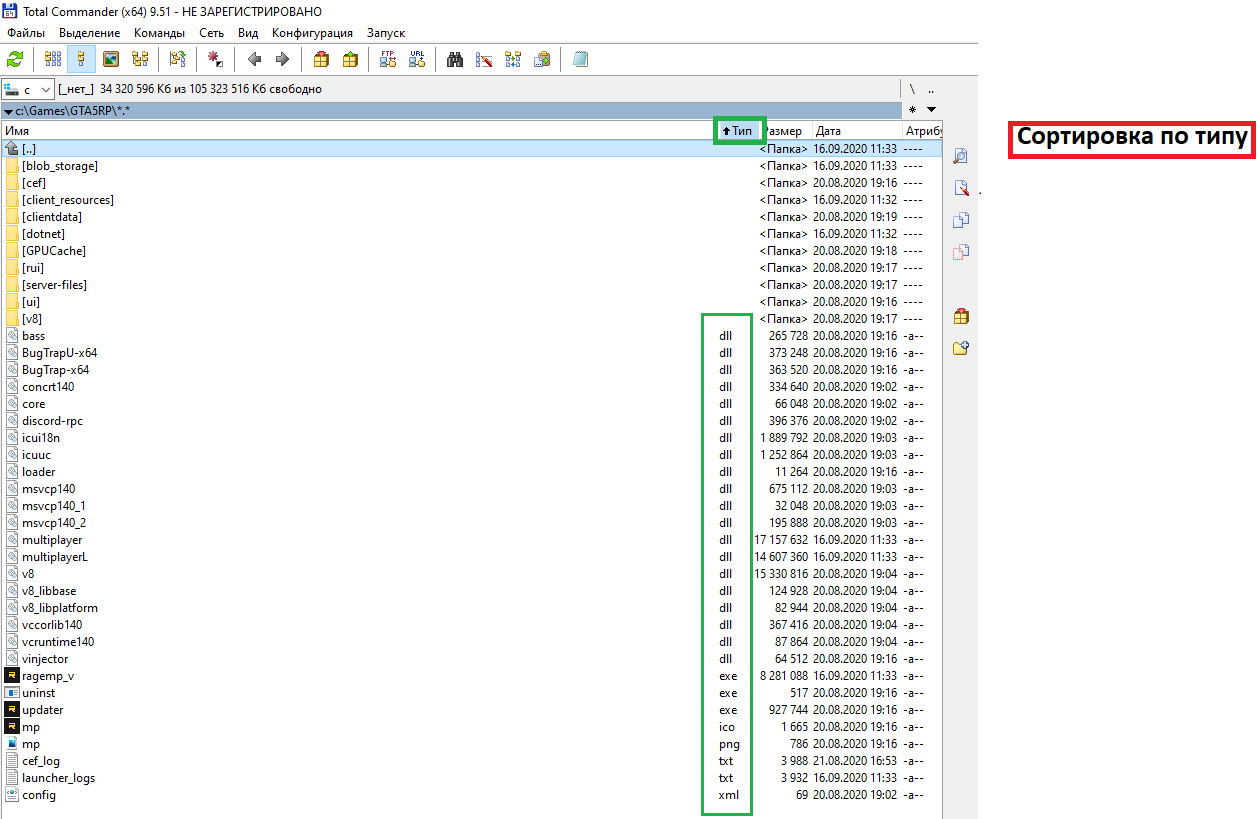 Total Commander (x64) 9.51 - НЕ ЗАРЕГИСТРИРОВАНО
Файлы Выделение Команды Сеть Вид Конфигурация Запуск
FTP URL
c [_нет_] 34 320 596 Кб из 105 323 516 Кб свободно \ ..
c:\Games\GTA5RP\*.* *
Имя Тип Размер Дата Атрибу
Сортировка по типу
[..] <Папка> 16.09.2020 11:33 ----
[blob_storage] <Папка> 16.09.2020 11:33 ----
[cef] <Папка> 20.08.2020 19:16 ----
[client_resources] <Папка> 16.09.2020 11:32 ----
[clientdata] <Папка> 20.08.2020 19:19 ----
[dotnet] <Папка> 16.09.2020 11:32 ----
[GPUCache] <Папка> 20.08.2020 19:18 ----
[rui] <Папка> 20.08.2020 19:17 ----
[server-files] <Папка> 20.08.2020 19:17 ----
[ui] <Папка> 20.08.2020 19:16 ----
[v8] <Папка> 20.08.2020 19:17 ----
bass dll 265 728 20.08.2020 19:16 -a--
BugTrapU-x64 dll 373 248 20.08.2020 19:16 -a--
BugTrap-x64 dll 363 520 20.08.2020 19:16 -a--
concrt140 dll 334 640 20.08.2020 19:02 -a--
core dll 66 048 20.08.2020 19:02 -a--
discord-rpc dll 396 376 20.08.2020 19:02 -a--
icui18n dll 1 889 792 20.08.2020 19:03 -a--
icuuc dll 1 252 864 20.08.2020 19:03 -a--
loader dll 11 264 20.08.2020 19:16 -a--
msvcp140 dll 675 112 20.08.2020 19:03 -a--
msvcp140_1 dll 32 048 20.08.2020 19:03 -a--
msvcp140_2 dll 195 888 20.08.2020 19:03 -a--
multiplayer dll 17 157 632 16.09.2020 11:33 -a--
multiplayerL dll 14 607 360 16.09.2020 11:33 -a--
v8 dll 15 330 816 20.08.2020 19:04 -a--
v8_libbase dll 124 928 20.08.2020 19:04 -a--
v8_libplatform dll 82 944 20.08.2020 19:04 -a--
vccorlib140 dll 367 416 20.08.2020 19:04 -a--
vcruntime140 dll 87 864 20.08.2020 19:04 -a--
vinjector dll 64 512 20.08.2020 19:16 -a--
ragemp_v exe 8 281 088 16.09.2020 11:33 -a--
uninst exe 517 20.08.2020 19:16 -a--
updater exe 927 744 20.08.2020 19:16 -a--
mp ico 1 665 20.08.2020 19:16 -a--
mp png 786 20.08.2020 19:16 -a--
cef_log txt 3 988 21.08.2020 16:53 -a--
launcher_logs txt 3 932 16.09.2020 11:33 -a--
config xml 69 20.08.2020 19:02 -a--